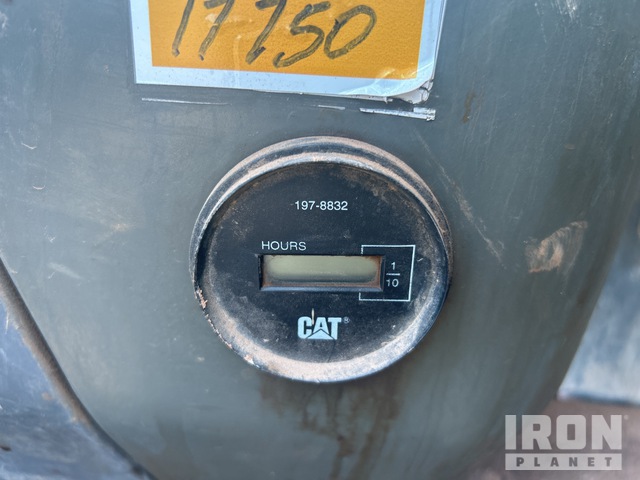 17750
197-8832
HOURS
1
10
CAT®
IRON
PLANET